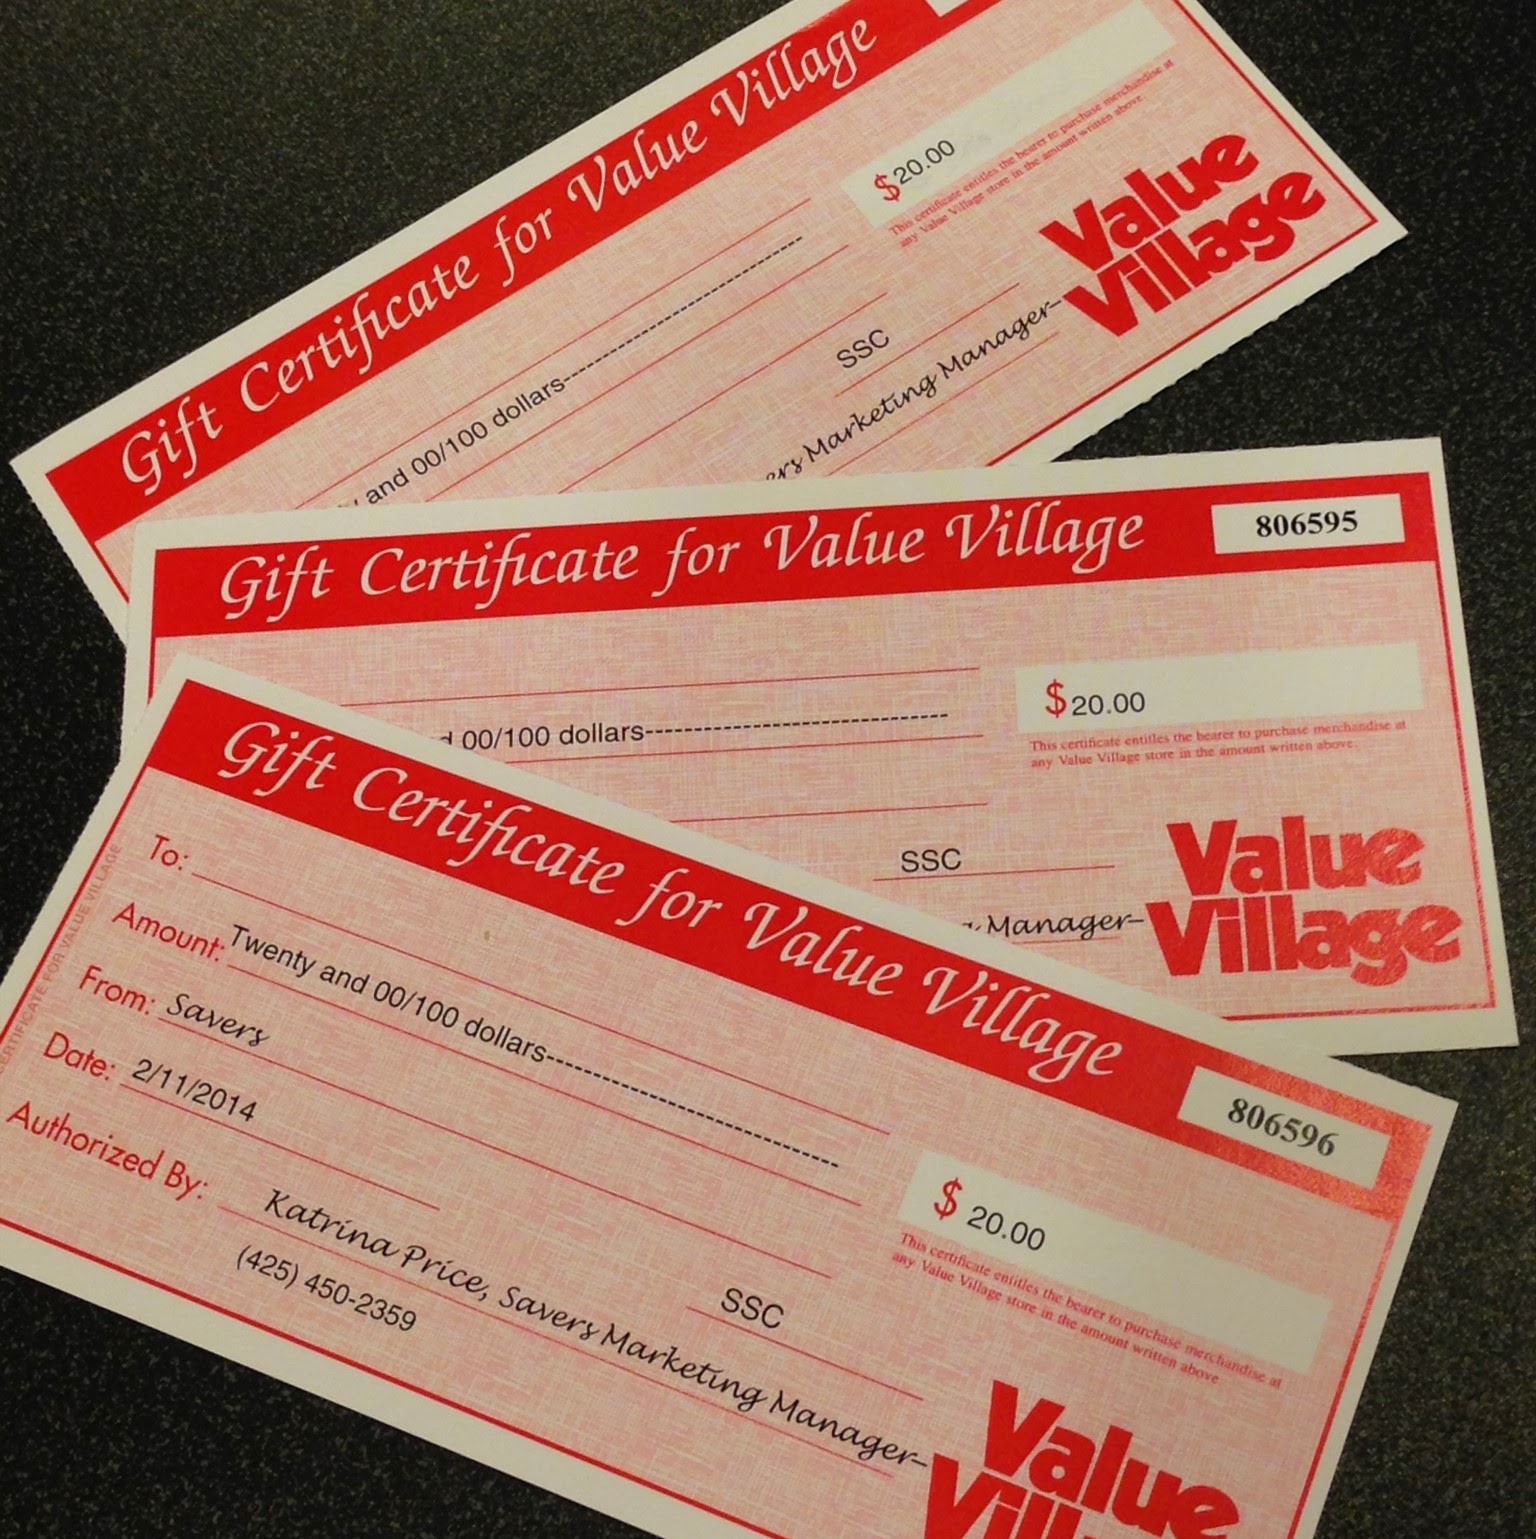 Gift Certificate for Value Village
$20.00
This certificate entitles the bearer to purchase merchandise at
any Value Village store in the amount written above.
and 00/100 dollars--------------------------
SSC
Marketing Manager-
Value
Village
Gift Certificate for Value Village
806595
$20.00
00/100 dollars--------------------------
This certificate entitles the bearer to purchase merchandise at
any Value Village store in the amount written above.
SSC
Manager-
Value
Village
Gift Certificate for Value Village
806596
To:
Amount: Twenty and 00/100 dollars--------------------------
From: Savers
$ 20.00
This certificate entitles the bearer to purchase merchandise at
any Value Village store in the amount written above
Date: 2/11/2014
SSC
Authorized By: Katrina Price, Savers Marketing Manager-
(425) 450-2359
Value
CERTIFICATE FOR VALUE VILLAGE